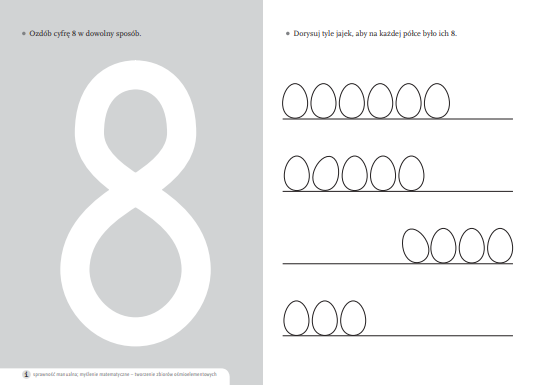 Ozdób cyfrę 8 w dowolny sposób.
8
1 sprawność manualna, myślenie matematyczne – tworzenie zbiorów ośmioelementowych
Dorysuj tyle jajek, aby na każdej półce było ich 8.